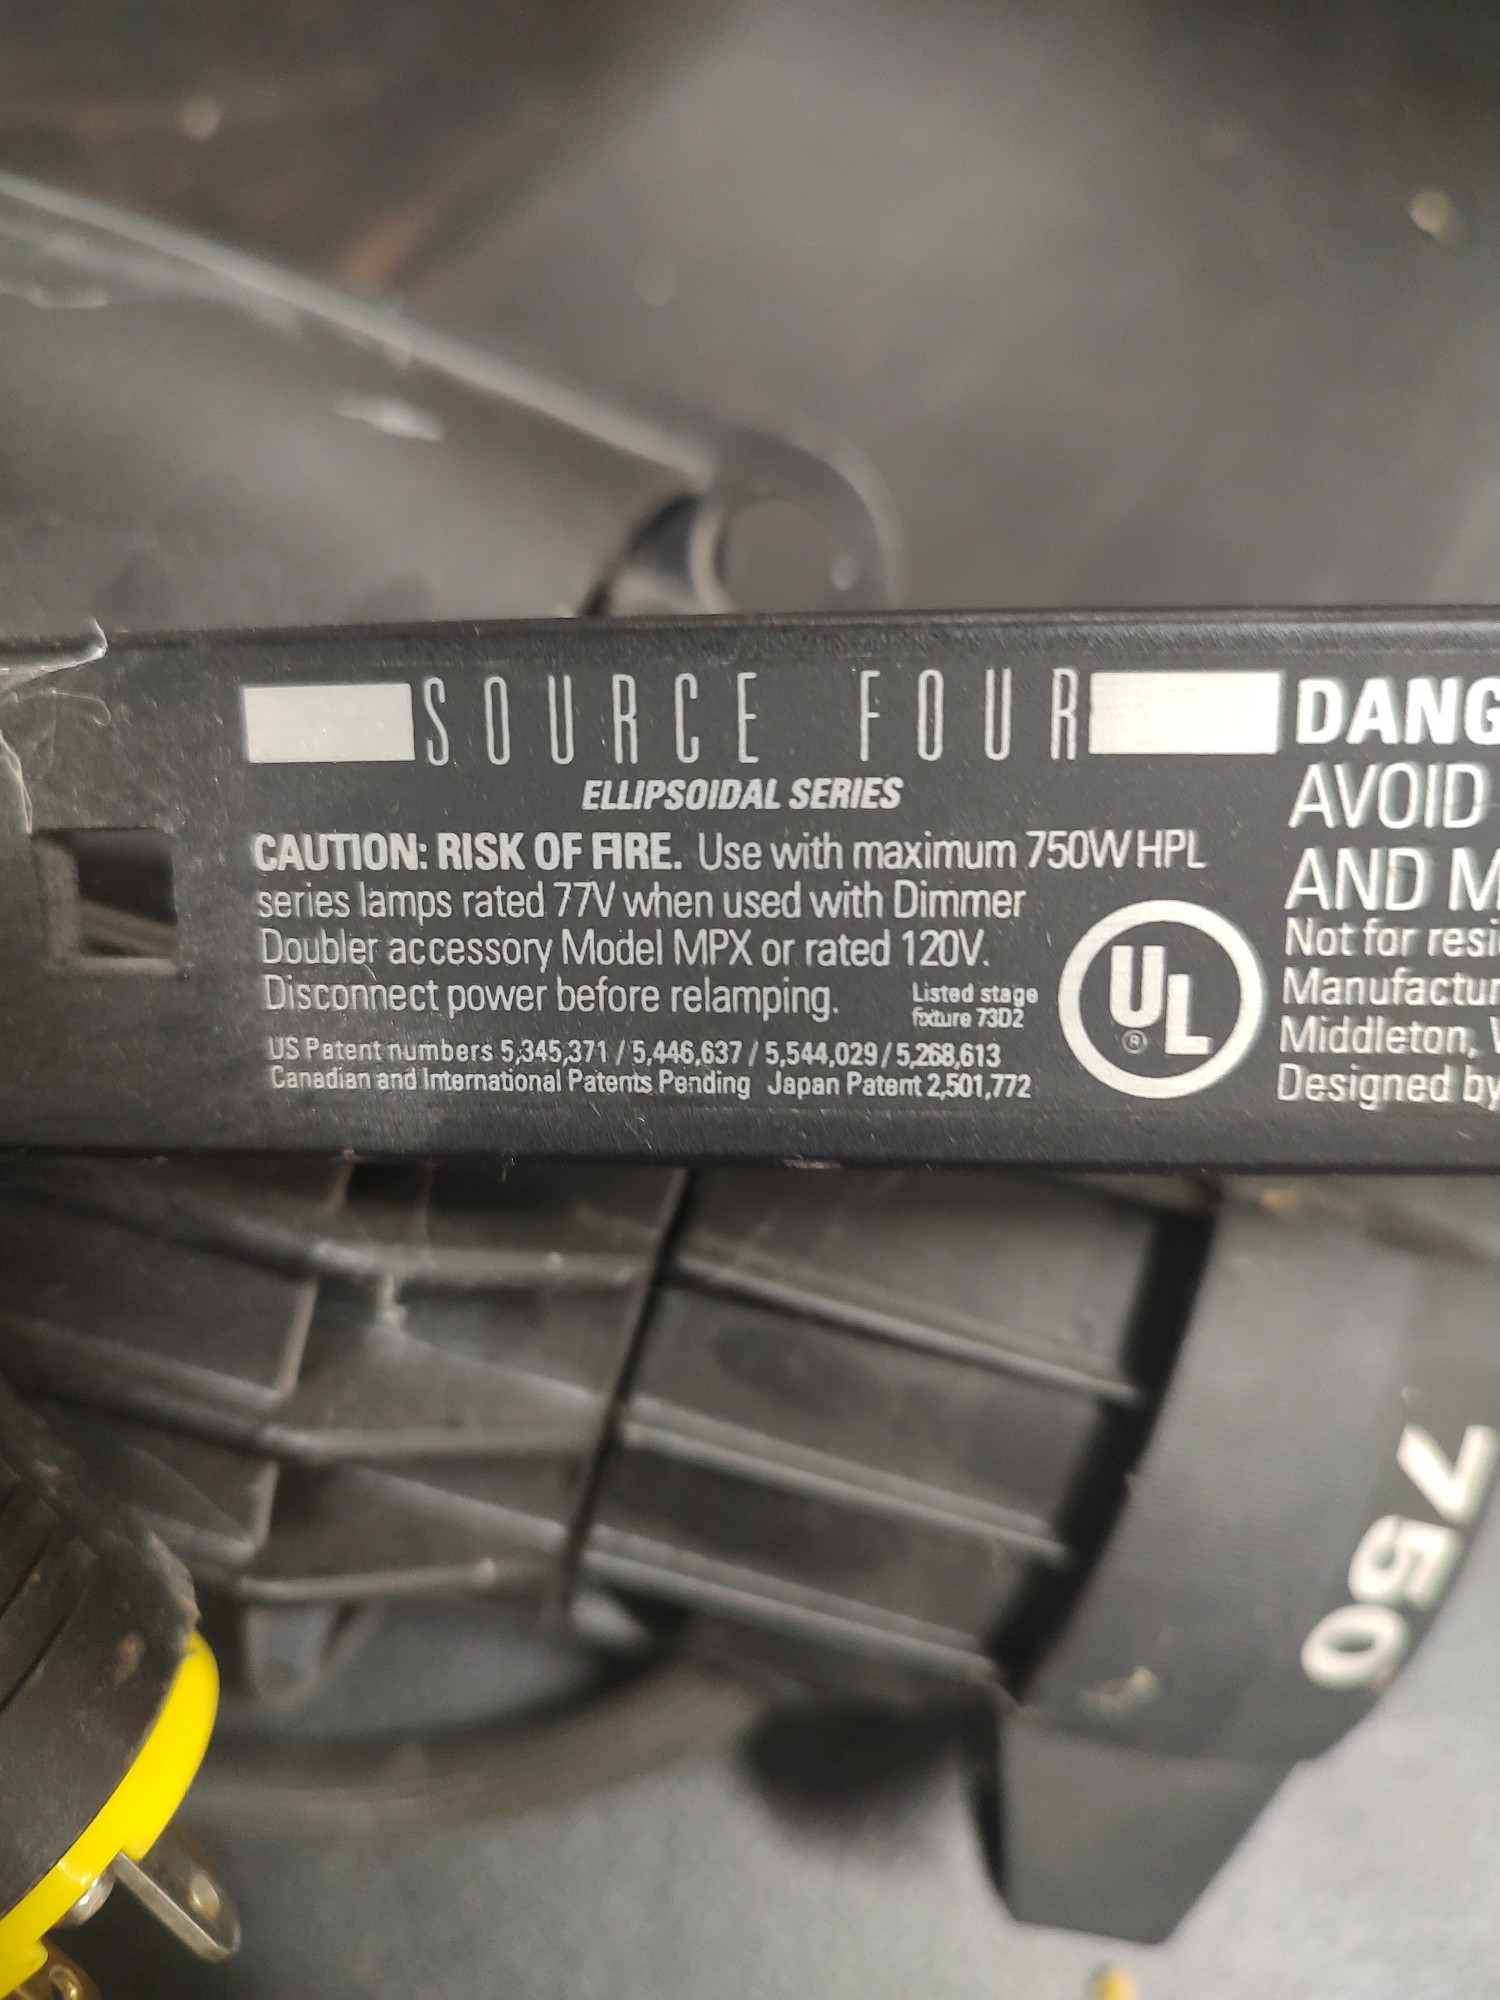 SOURCE FOUR
ELLIPSOIDAL SERIES
CAUTION: RISK OF FIRE. Use with maximum 750W HPL
series lamps rated 77V when used with Dimmer
Doubler accessory Model MPX or rated 120V.
Disconnect power before relamping.
Listed stage
fixture 73D2
US Patent numbers 5,345,371 / 5,446,637 / 5,544,029 / 5,268,613
Canadian and International Patents Pending Japan Patent 2,501,772
UL
®
DANG
AVOID
AND M
Not for resi
Manufactur
Middleton, W
Designed by
750